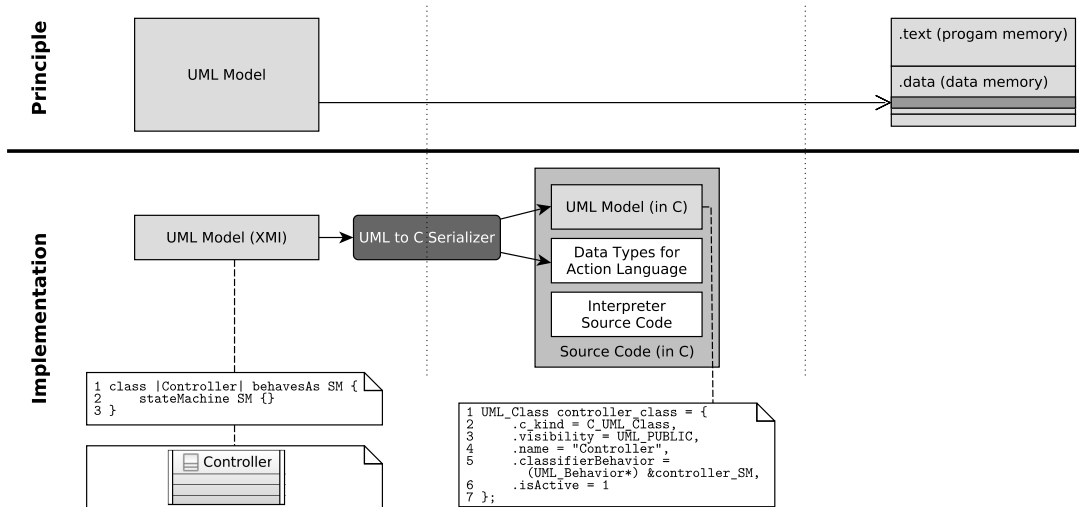 Principle
UML Model
.text (progam memory)
.data (data memory)
Implementation
UML Model (XMI)
UML to C Serializer
UML Model (in C)
Data Types for
Action Language
Interpreter
Source Code
Source Code (in C)
1 class |Controller| behavesAs SM {
2     stateMachine SM {}
3 }
Controller
1 UML_Class controller_class = {
2     .c_kind = C_UML_Class,
3     .visibility = UML_PUBLIC,
4     .name = "Controller",
5     .classifierBehavior =
(UML_Behavior*) &controller_SM,
6     .isActive = 1
7 };